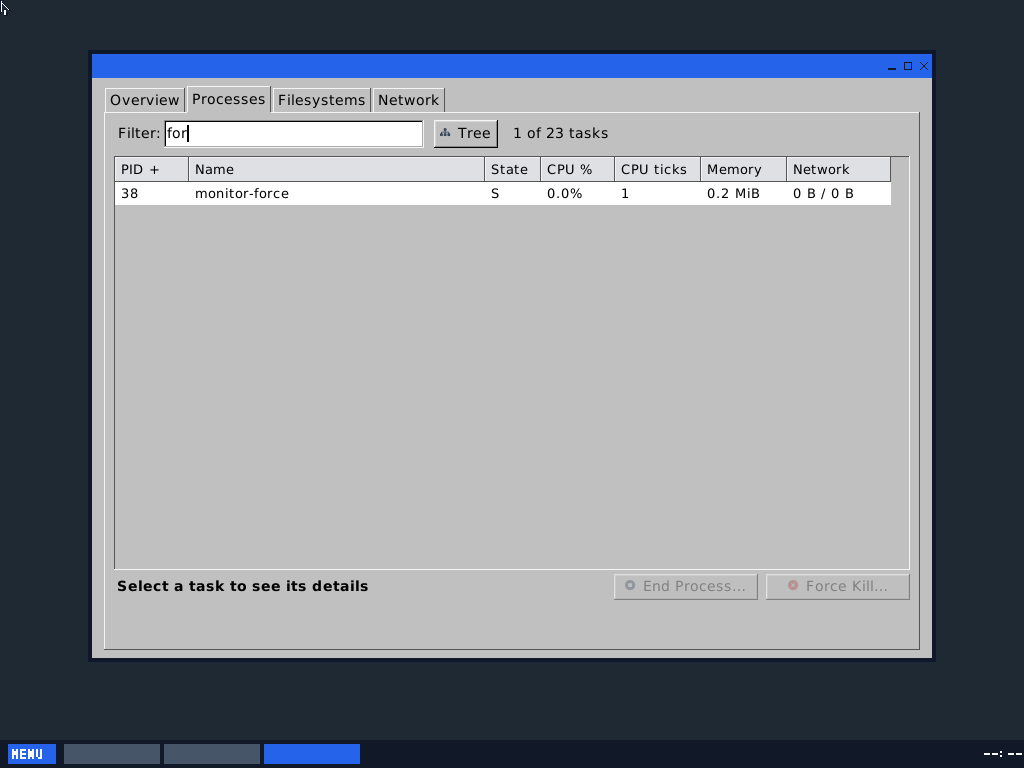 Overview Processes Filesystems Network
Filter: for Tree 1 of 23 tasks
PID + Name State CPU % CPU ticks Memory Network
38 monitor-force S 0.0% 1 0.2 MiB 0 B / 0 B
Select a task to see its details End Process... Force Kill...
MENU --:--